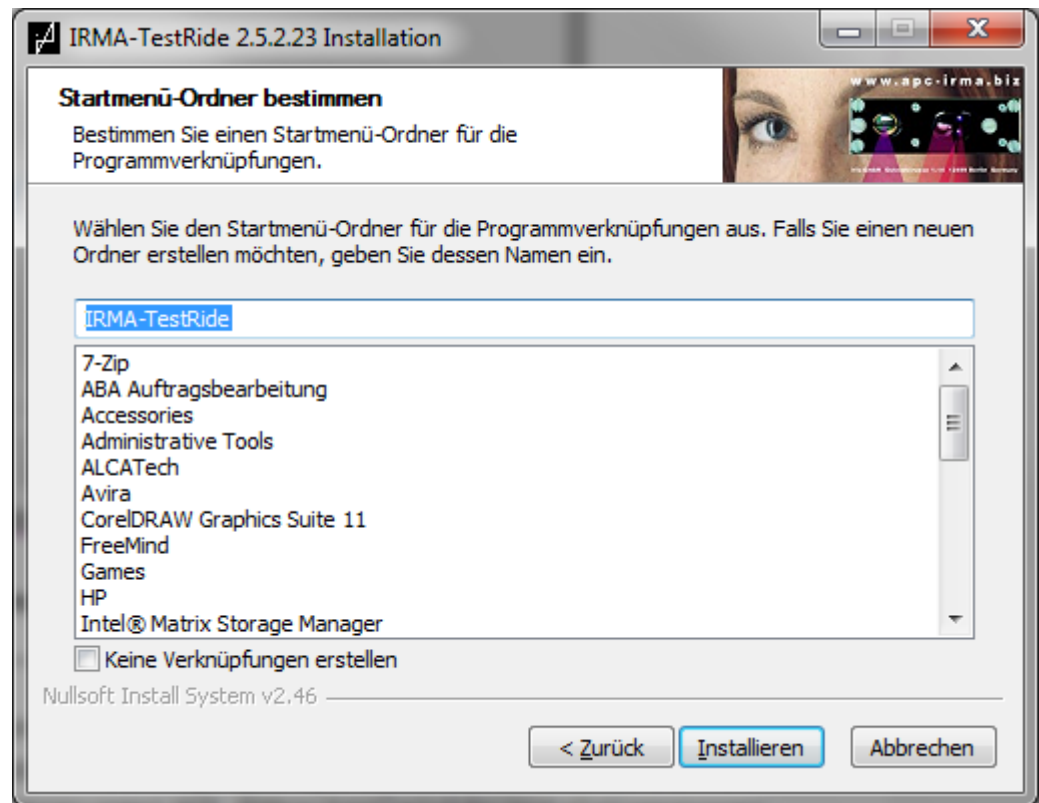 IRMA-TestRide 2.5.2.23 Installation
Startmenü-Ordner bestimmen
Bestimmen Sie einen Startmenü-Ordner für die
Programmverknüpfungen.
www.apc-irma.biz
Wählen Sie den Startmenü-Ordner für die Programmverknüpfungen aus. Falls Sie einen neuen
Ordner erstellen möchten, geben Sie dessen Namen ein.
IRMA-TestRide
7-Zip
ABA Auftragsbearbeitung
Accessories
Administrative Tools
ALCATech
Avira
CorelDRAW Graphics Suite 11
FreeMind
Games
HP
Intel® Matrix Storage Manager
Keine Verknüpfungen erstellen
Nullsoft Install System v2.46
< Zurück
Installieren
Abbrechen